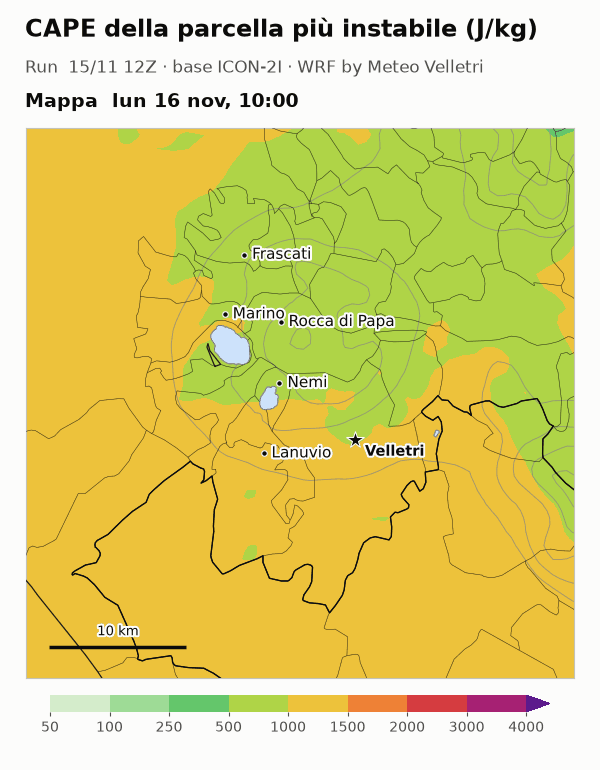 CAPE della parcella più instabile (J/kg)
Run  15/11 12Z · base ICON-2I · WRF by Meteo Velletri
Mappa  lun 16 nov, 10:00
Frascati
Marino
Rocca di Papa
Nemi
Velletri
Lanuvio
10 km
50 100 250 500 1000 1500 2000 3000 4000